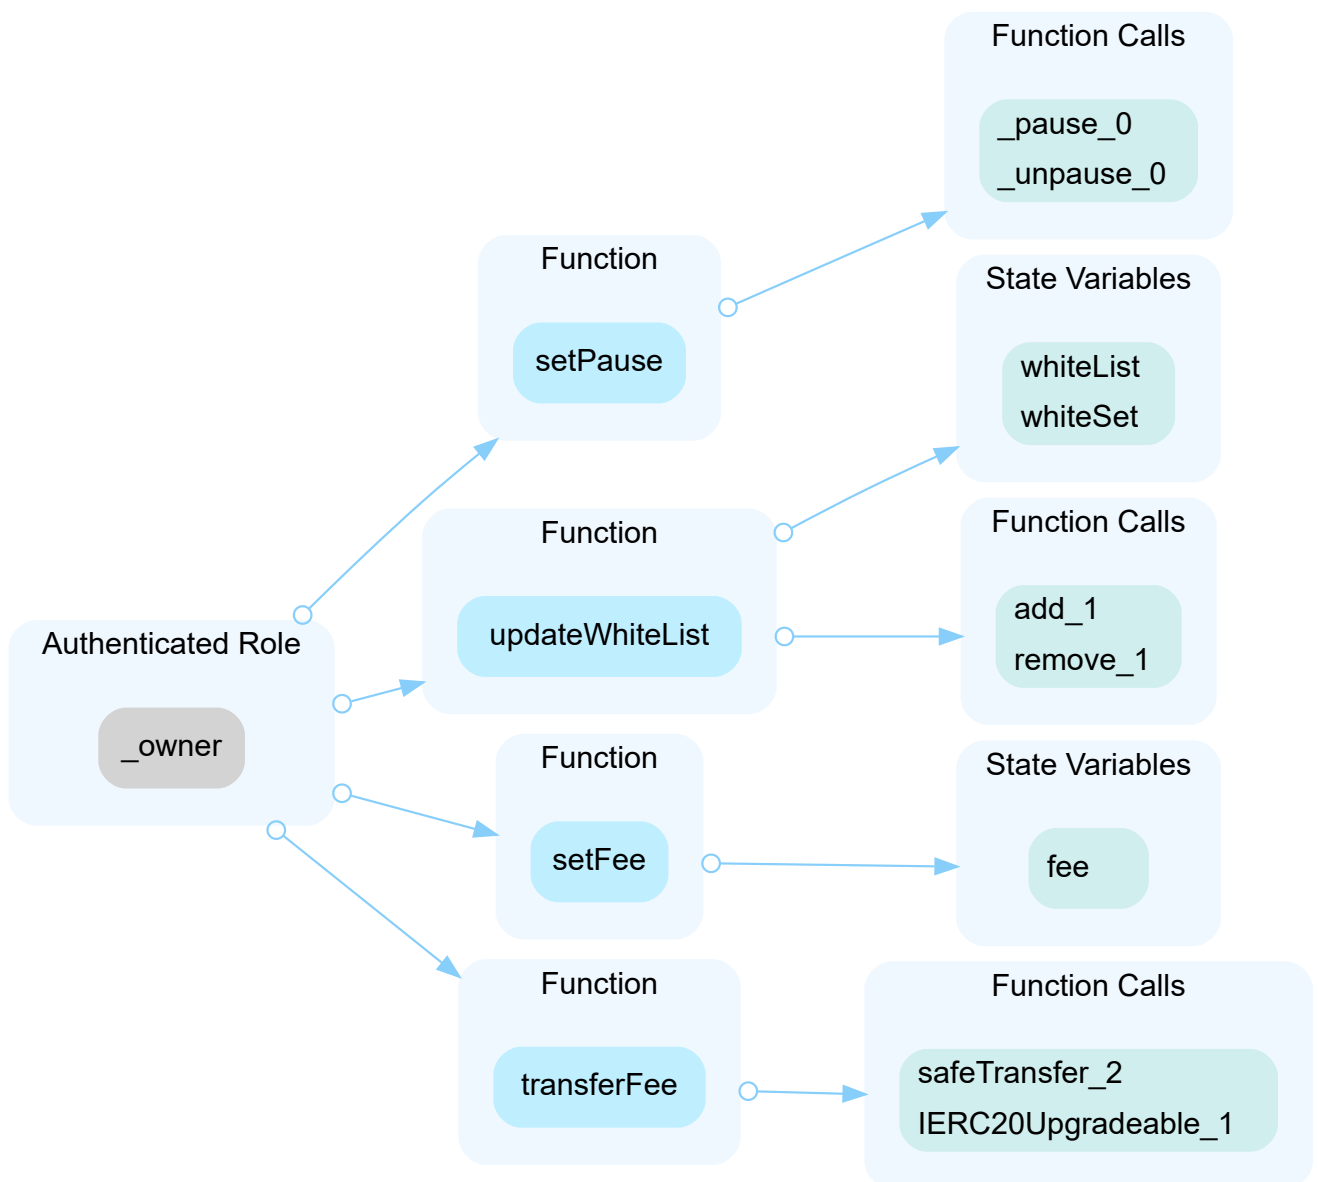 Function Calls
_pause_0
_unpause_0
Function
setPause
State Variables
whiteList
whiteSet
Function
updateWhiteList
Function Calls
add_1
remove_1
Authenticated Role
_owner
Function
setFee
State Variables
fee
Function
transferFee
Function Calls
safeTransfer_2
IERC20Upgradeable_1